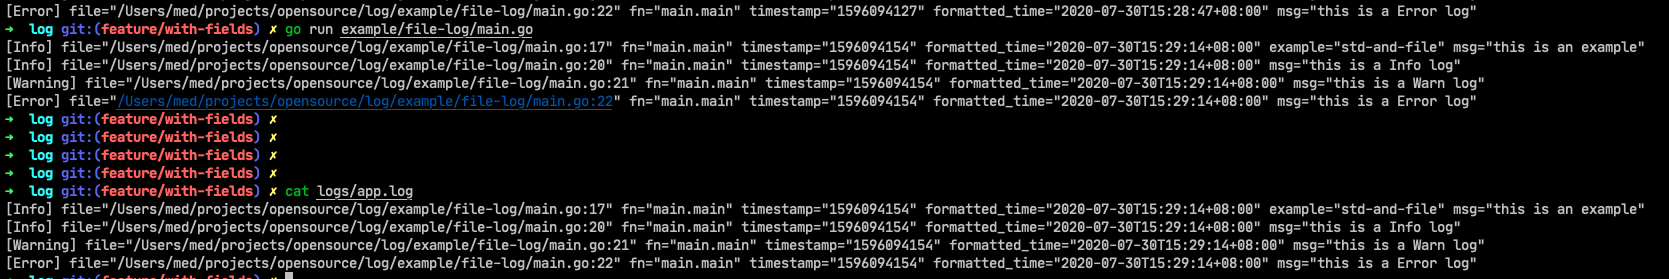 [Error] file="/Users/med/projects/opensource/log/example/file-log/main.go:22" fn="main.main" timestamp="1596094127" formatted_time="2020-07-30T15:28:47+08:00" msg="this is a Error log"
➜  log git:(feature/with-fields) ✗ go run example/file-log/main.go
[Info] file="/Users/med/projects/opensource/log/example/file-log/main.go:17" fn="main.main" timestamp="1596094154" formatted_time="2020-07-30T15:29:14+08:00" example="std-and-file" msg="this is an example"
[Info] file="/Users/med/projects/opensource/log/example/file-log/main.go:20" fn="main.main" timestamp="1596094154" formatted_time="2020-07-30T15:29:14+08:00" msg="this is a Info log"
[Warning] file="/Users/med/projects/opensource/log/example/file-log/main.go:21" fn="main.main" timestamp="1596094154" formatted_time="2020-07-30T15:29:14+08:00" msg="this is a Warn log"
[Error] file="/Users/med/projects/opensource/log/example/file-log/main.go:22" fn="main.main" timestamp="1596094154" formatted_time="2020-07-30T15:29:14+08:00" msg="this is a Error log"
➜  log git:(feature/with-fields) ✗
➜  log git:(feature/with-fields) ✗
➜  log git:(feature/with-fields) ✗
➜  log git:(feature/with-fields) ✗
➜  log git:(feature/with-fields) ✗ cat logs/app.log
[Info] file="/Users/med/projects/opensource/log/example/file-log/main.go:17" fn="main.main" timestamp="1596094154" formatted_time="2020-07-30T15:29:14+08:00" example="std-and-file" msg="this is an example"
[Info] file="/Users/med/projects/opensource/log/example/file-log/main.go:20" fn="main.main" timestamp="1596094154" formatted_time="2020-07-30T15:29:14+08:00" msg="this is a Info log"
[Warning] file="/Users/med/projects/opensource/log/example/file-log/main.go:21" fn="main.main" timestamp="1596094154" formatted_time="2020-07-30T15:29:14+08:00" msg="this is a Warn log"
[Error] file="/Users/med/projects/opensource/log/example/file-log/main.go:22" fn="main.main" timestamp="1596094154" formatted_time="2020-07-30T15:29:14+08:00" msg="this is a Error log"
➜  log git:(feature/with-fields) ✗